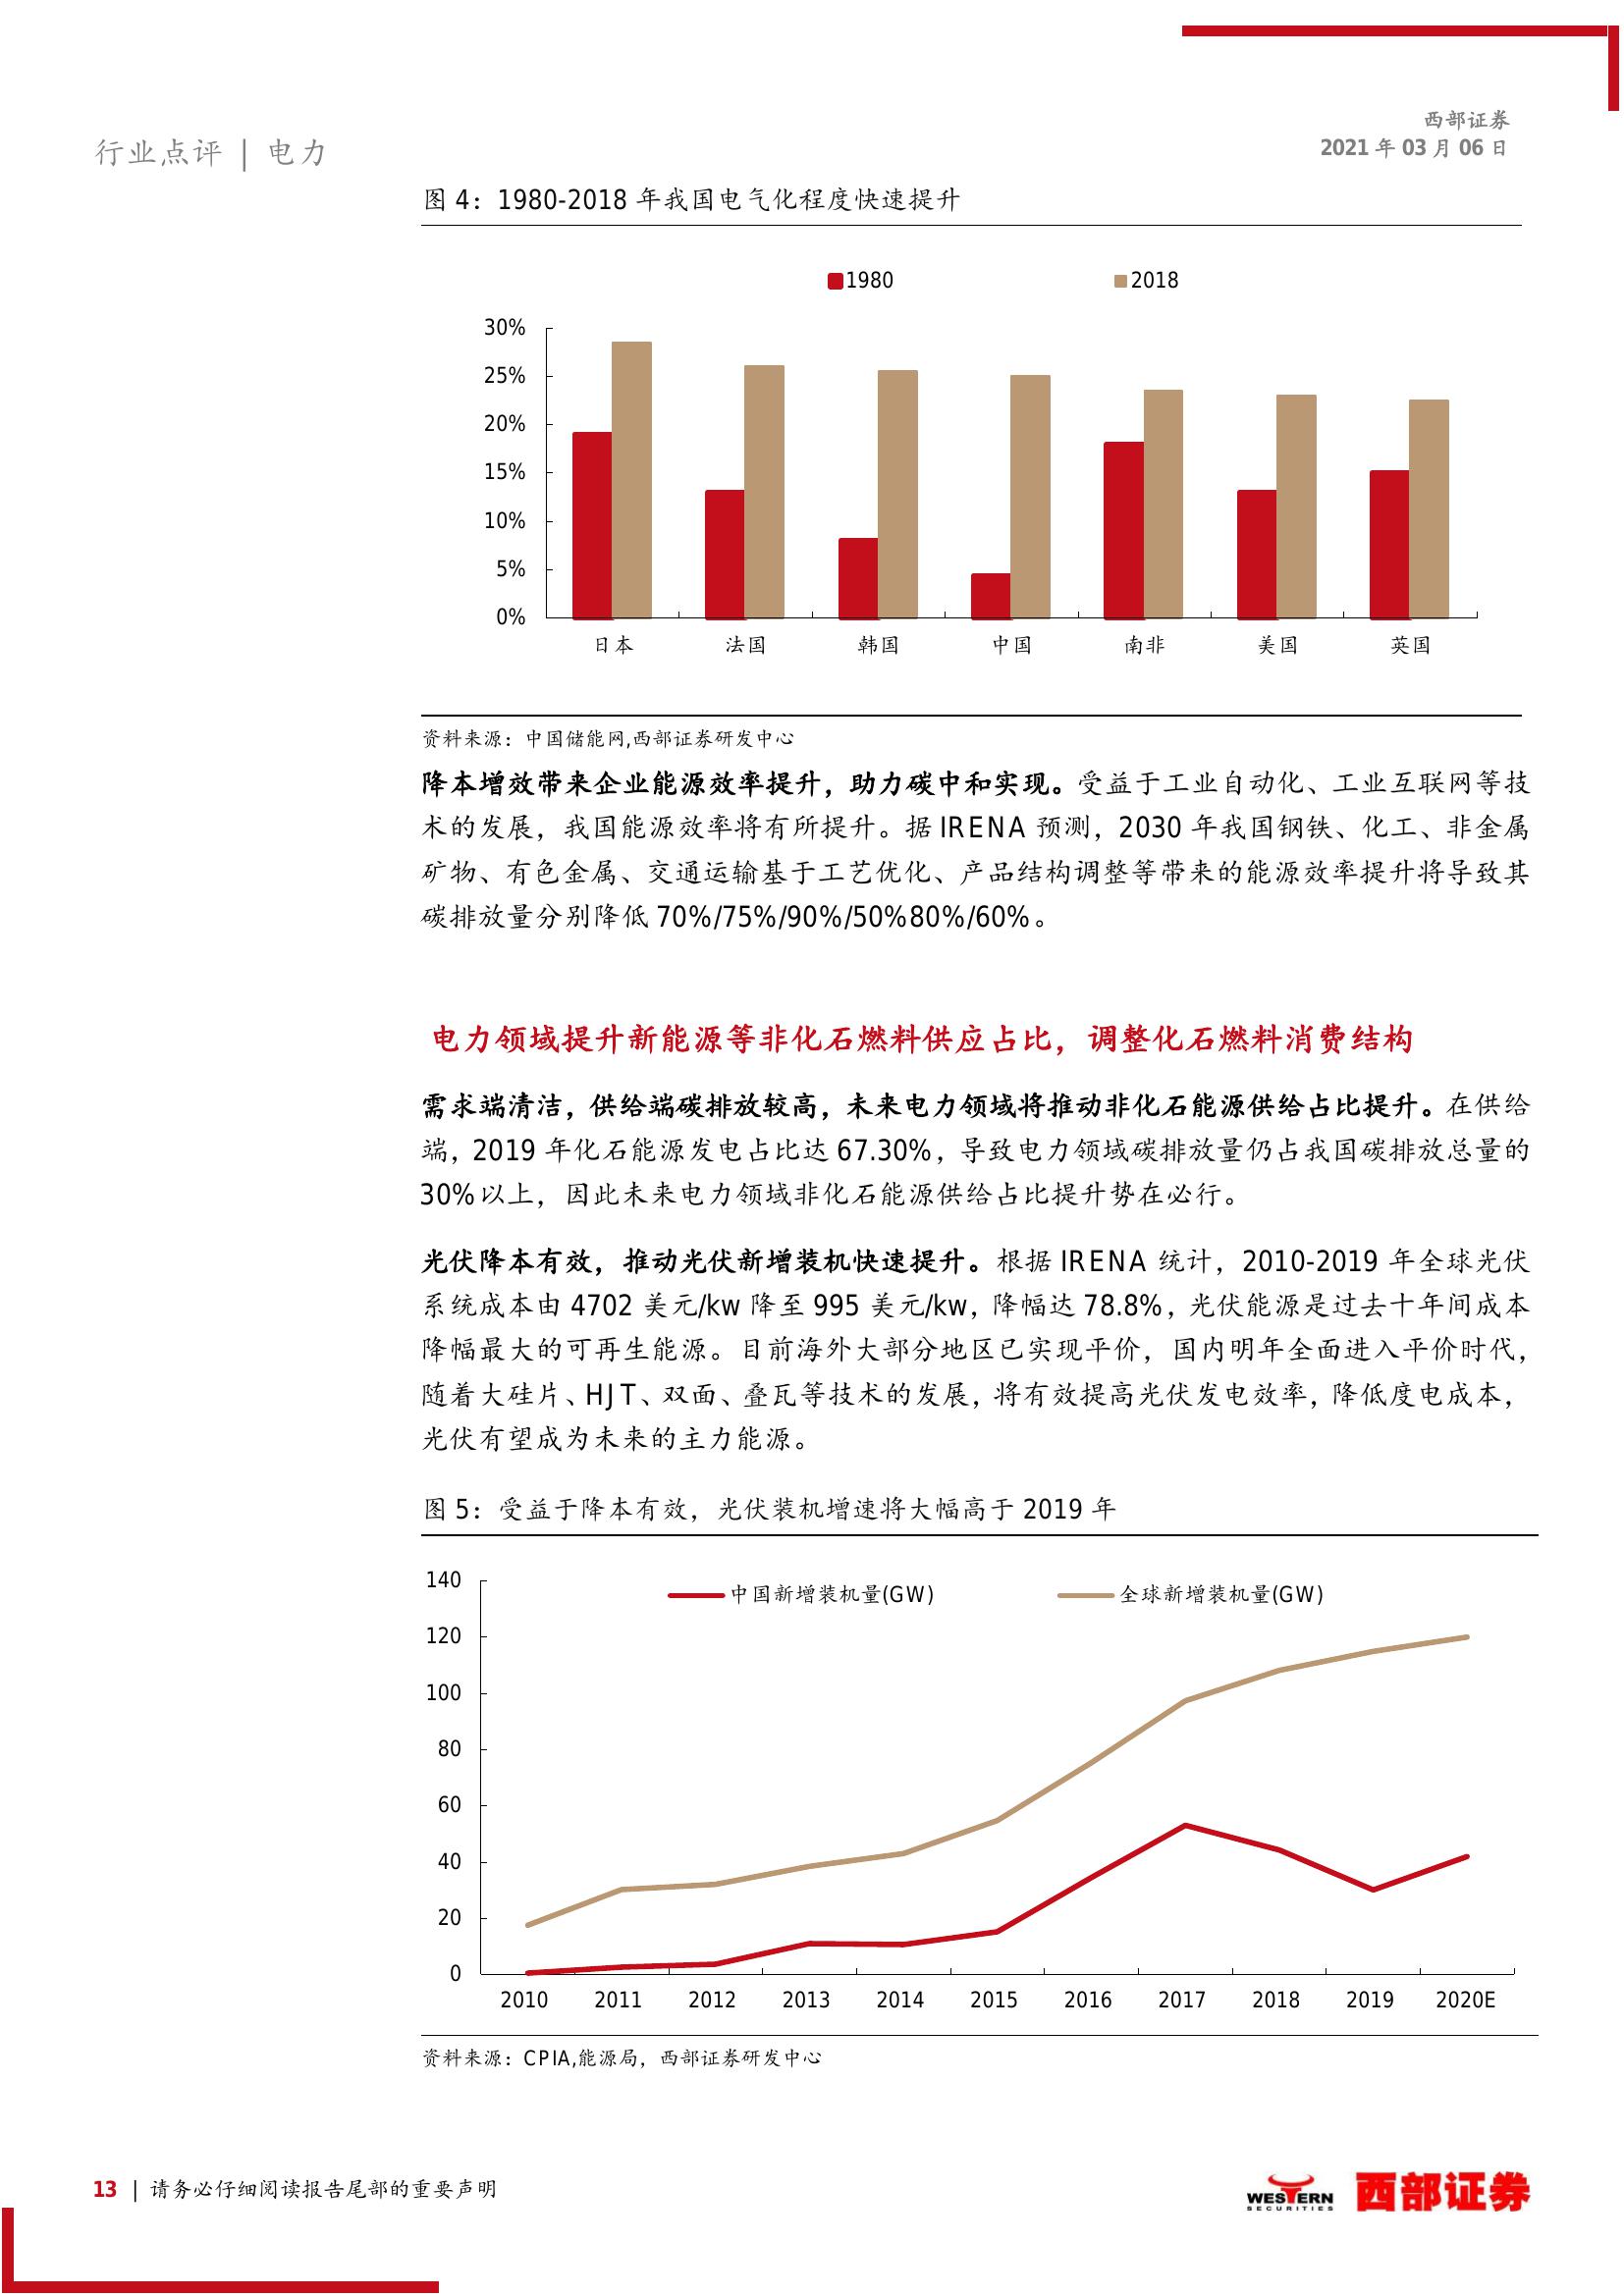 西部证券
2021 年 03 月 06 日
行业点评 | 电力
图 4：1980-2018 年我国电气化程度快速提升
1980 2018
30%
25%
20%
15%
10%
5%
0%
日本 法国 韩国 中国 南非 美国 英国
资料来源：中国储能网,西部证券研发中心
降本增效带来企业能源效率提升，助力碳中和实现。受益于工业自动化、工业互联网等技
术的发展，我国能源效率将有所提升。据 IRENA 预测，2030 年我国钢铁、化工、非金属
矿物、有色金属、交通运输基于工艺优化、产品结构调整等带来的能源效率提升将导致其
碳排放量分别降低 70%/75%/90%/50%80%/60%。
电力领域提升新能源等非化石燃料供应占比，调整化石燃料消费结构
需求端清洁，供给端碳排放较高，未来电力领域将推动非化石能源供给占比提升。在供给
端，2019 年化石能源发电占比达 67.30%，导致电力领域碳排放量仍占我国碳排放总量的
30%以上，因此未来电力领域非化石能源供给占比提升势在必行。
光伏降本有效，推动光伏新增装机快速提升。根据 IRENA 统计，2010-2019 年全球光伏
系统成本由 4702 美元/kw 降至 995 美元/kw，降幅达 78.8%，光伏能源是过去十年间成本
降幅最大的可再生能源。目前海外大部分地区已实现平价，国内明年全面进入平价时代，
随着大硅片、HJT、双面、叠瓦等技术的发展，将有效提高光伏发电效率，降低度电成本，
光伏有望成为未来的主力能源。
图 5：受益于降本有效，光伏装机增速将大幅高于 2019 年
中国新增装机量(GW) 全球新增装机量(GW)
140
120
100
80
60
40
20
0
2010 2011 2012 2013 2014 2015 2016 2017 2018 2019 2020E
资料来源：CPIA,能源局，西部证券研发中心
13 | 请务必仔细阅读报告尾部的重要声明
WESTERN
SECURITIES
西部证券